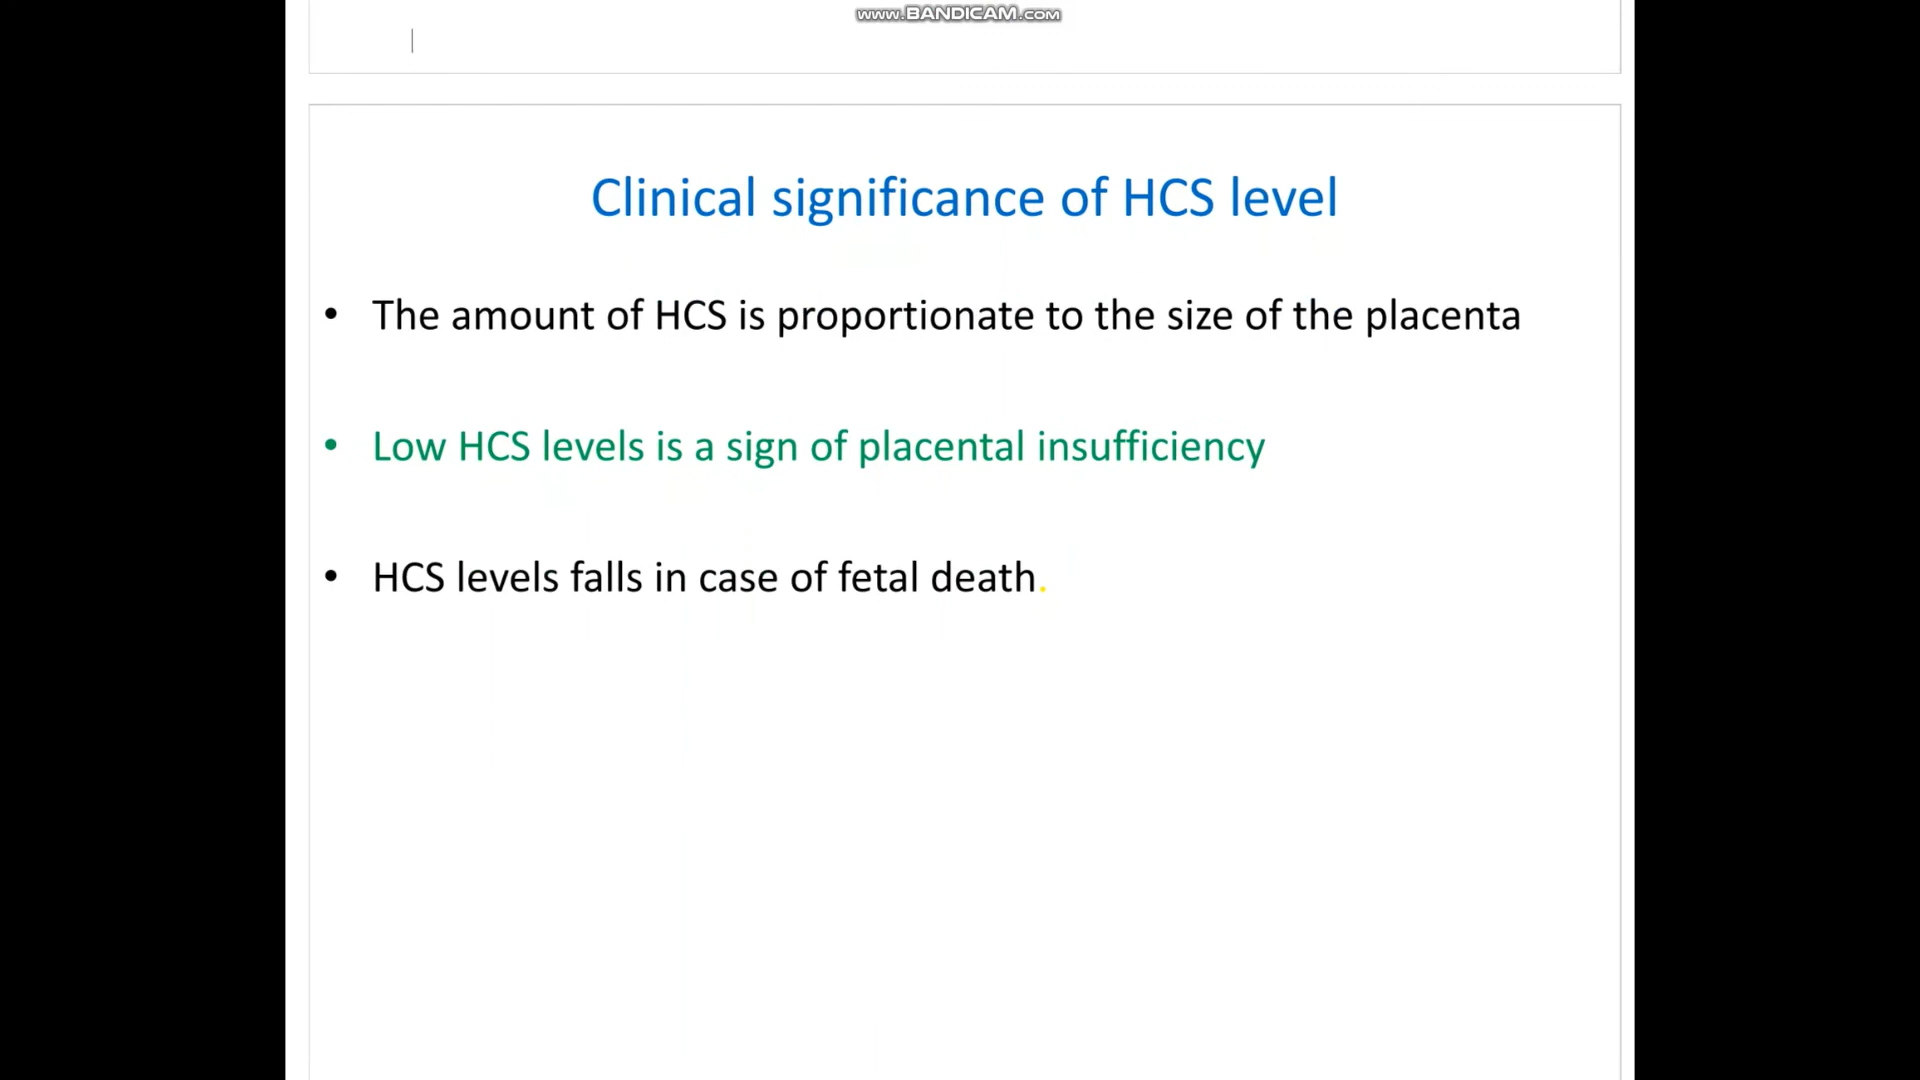 www.BANDICAM.com
Clinical significance of HCS level
• The amount of HCS is proportionate to the size of the placenta
• Low HCS levels is a sign of placental insufficiency
• HCS levels falls in case of fetal death.